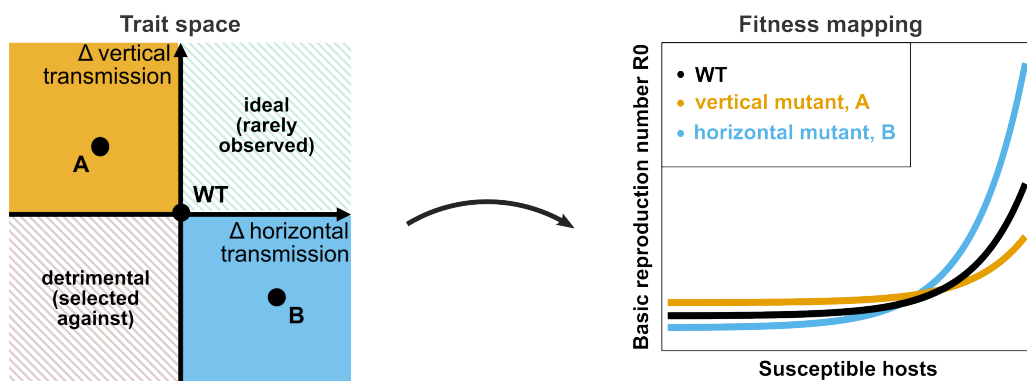 Trait space
Δ vertical
transmission
ideal
(rarely
observed)
A
WT
Δ horizontal
transmission
detrimental
(selected
against)
B
Fitness mapping
Basic reproduction number R0
WT
vertical mutant, A
horizontal mutant, B
Susceptible hosts